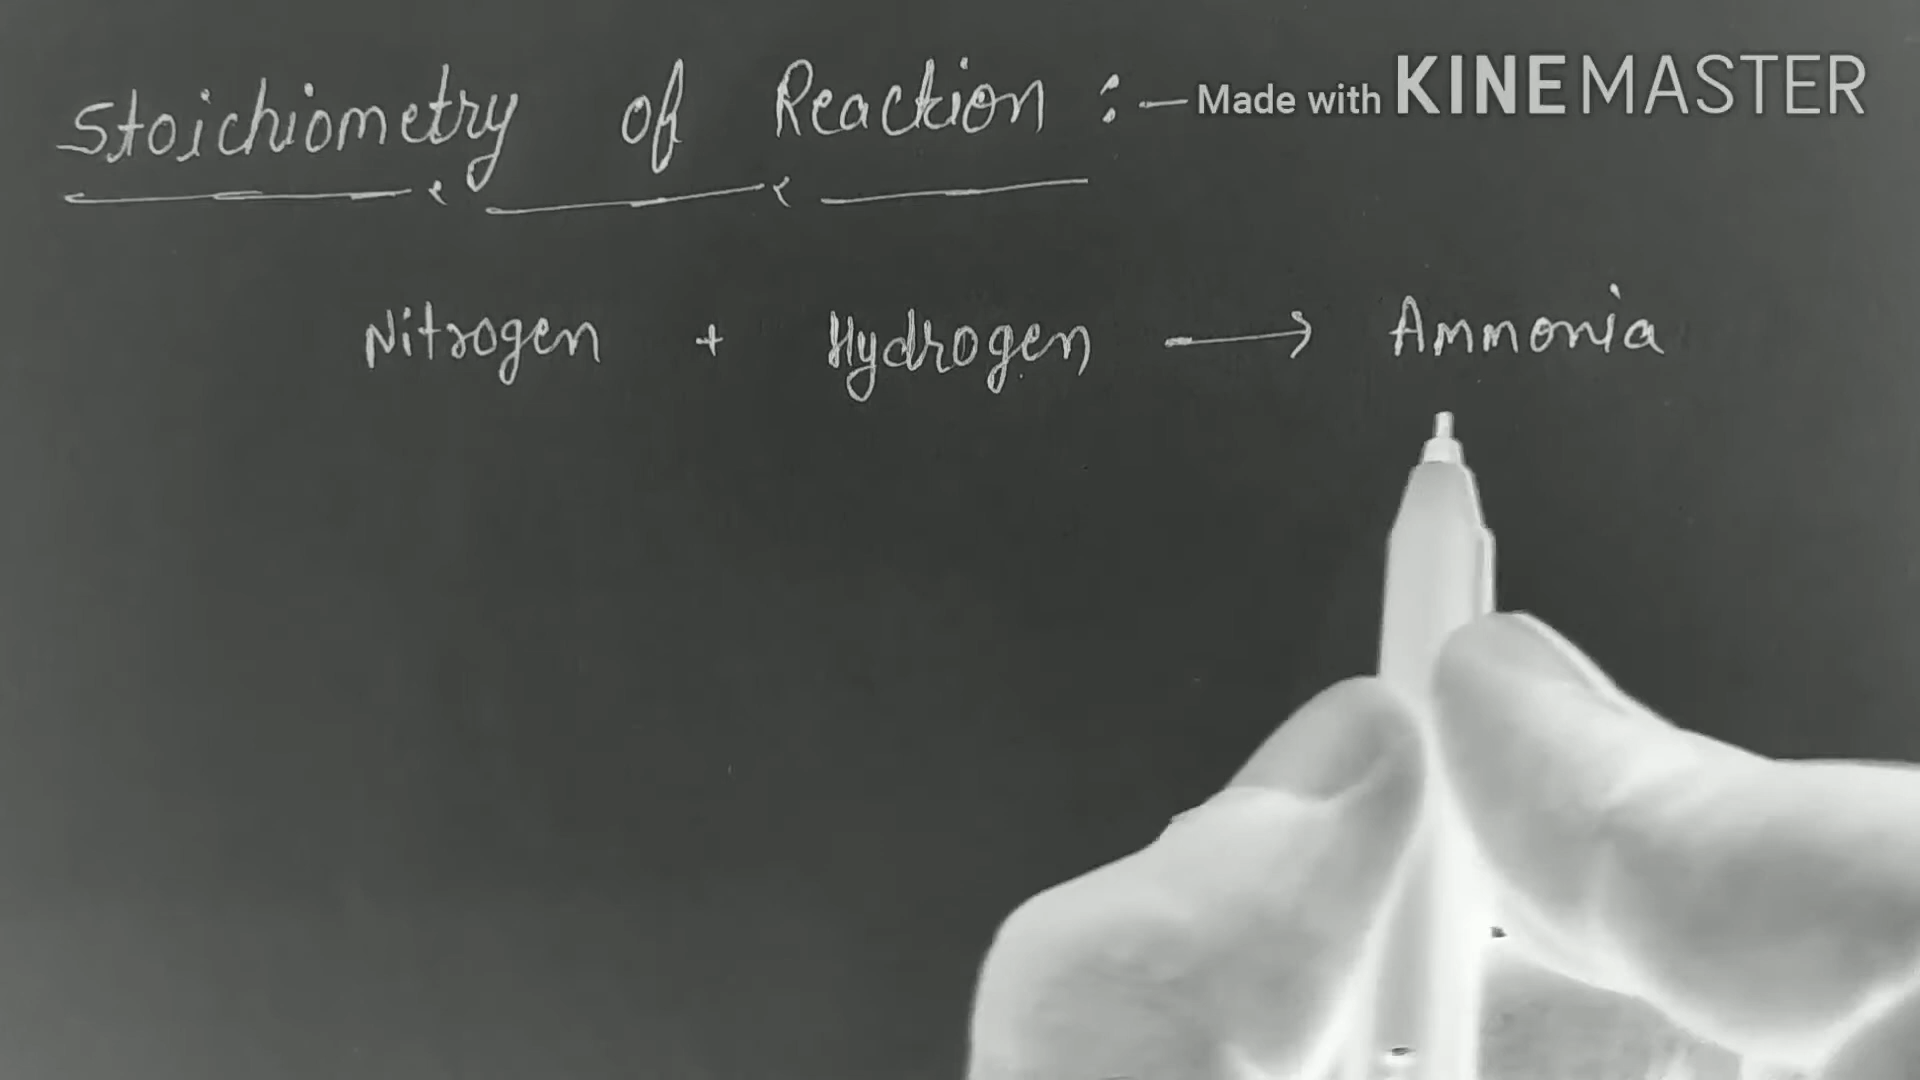 Stoichiometry of Reaction :-
Made with KINEMASTER
Nitrogen + Hydrogen → Ammonia